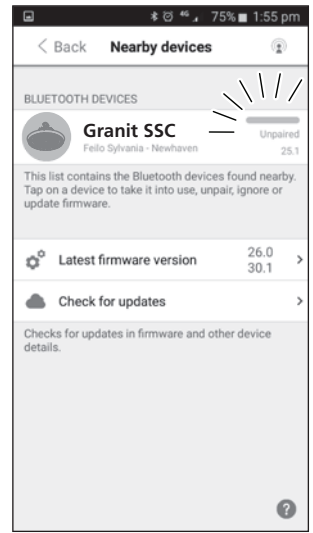 4G 75% 1:55 pm
Back Nearby devices
BLUETOOTH DEVICES
Granit SSC
Feilo Sylvania - Newhaven
Unpaired
25.1
This list contains the Bluetooth devices found nearby.
Tap on a device to take it into use, unpair, ignore or
update firmware.
Latest firmware version
26.0
30.1
Check for updates
Checks for updates in firmware and other device
details.
?